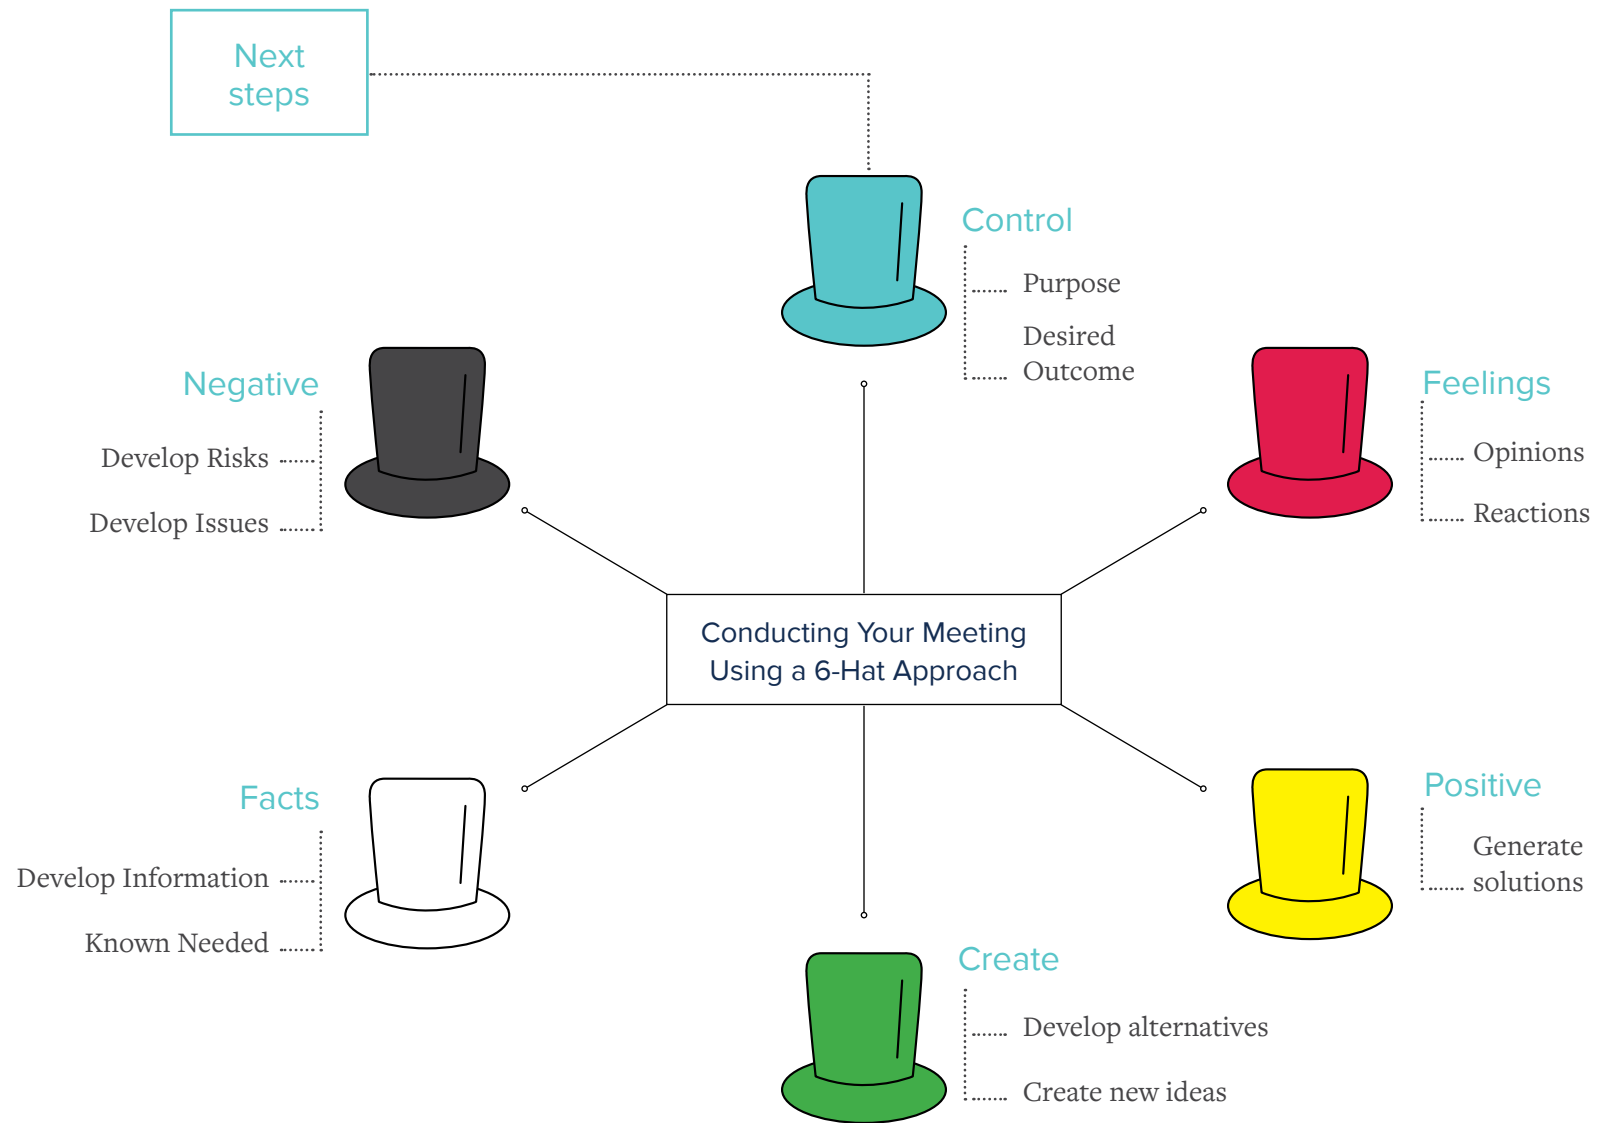 Next
steps
Control
Purpose
Desired
Outcome
Negative
Develop Risks
Develop Issues
Feelings
Opinions
Reactions
Conducting Your Meeting
Using a 6-Hat Approach
Facts
Develop Information
Known Needed
Positive
Generate
solutions
Create
Develop alternatives
Create new ideas